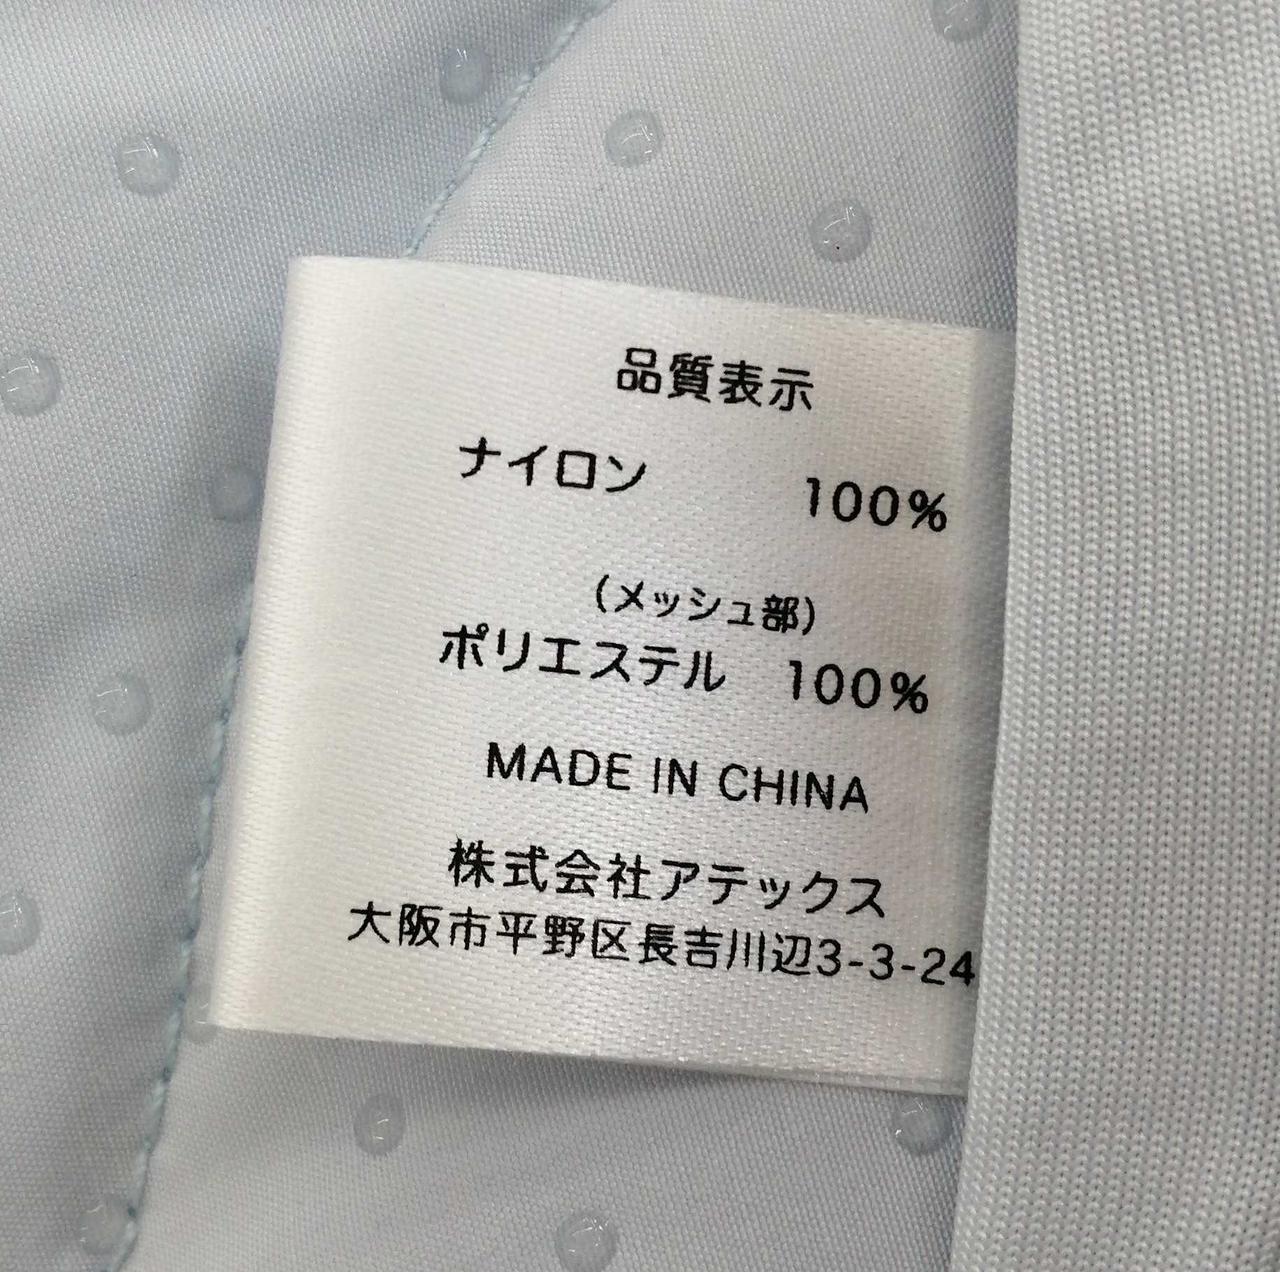 品質表示
ナイロン 100%
(メッシュ部)
ポリエステル 100%
MADE IN CHINA
株式会社アテックス
大阪市平野区長吉川辺3-3-24